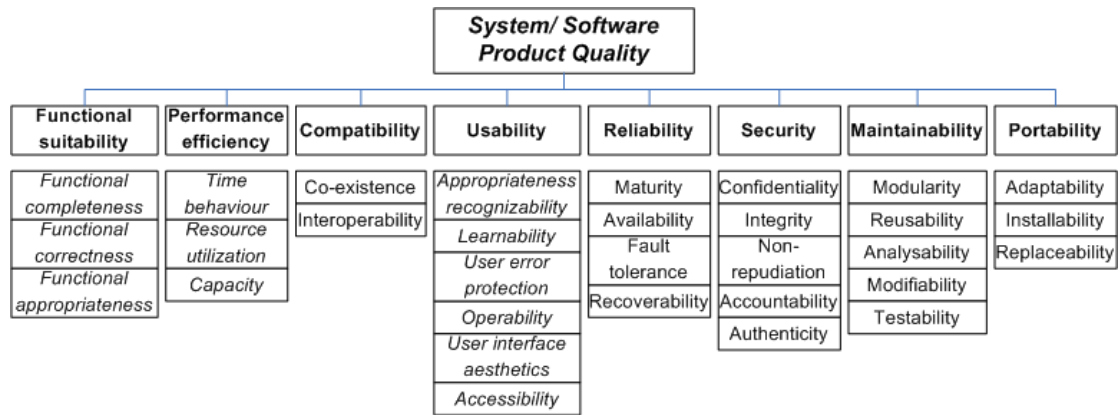 System/ Software
Product Quality
Functional
suitability
Performance
efficiency
Compatibility
Usability
Reliability
Security
Maintainability
Portability
Functional
completeness
Functional
correctness
Functional
appropriateness
Time
behaviour
Resource
utilization
Capacity
Co-existence
Interoperability
Appropriateness
recognizability
Learnability
User error
protection
Operability
User interface
aesthetics
Accessibility
Maturity
Availability
Fault
tolerance
Recoverability
Confidentiality
Integrity
Non-
repudiation
Accountability
Authenticity
Modularity
Reusability
Analysability
Modifiability
Testability
Adaptability
Installability
Replaceability